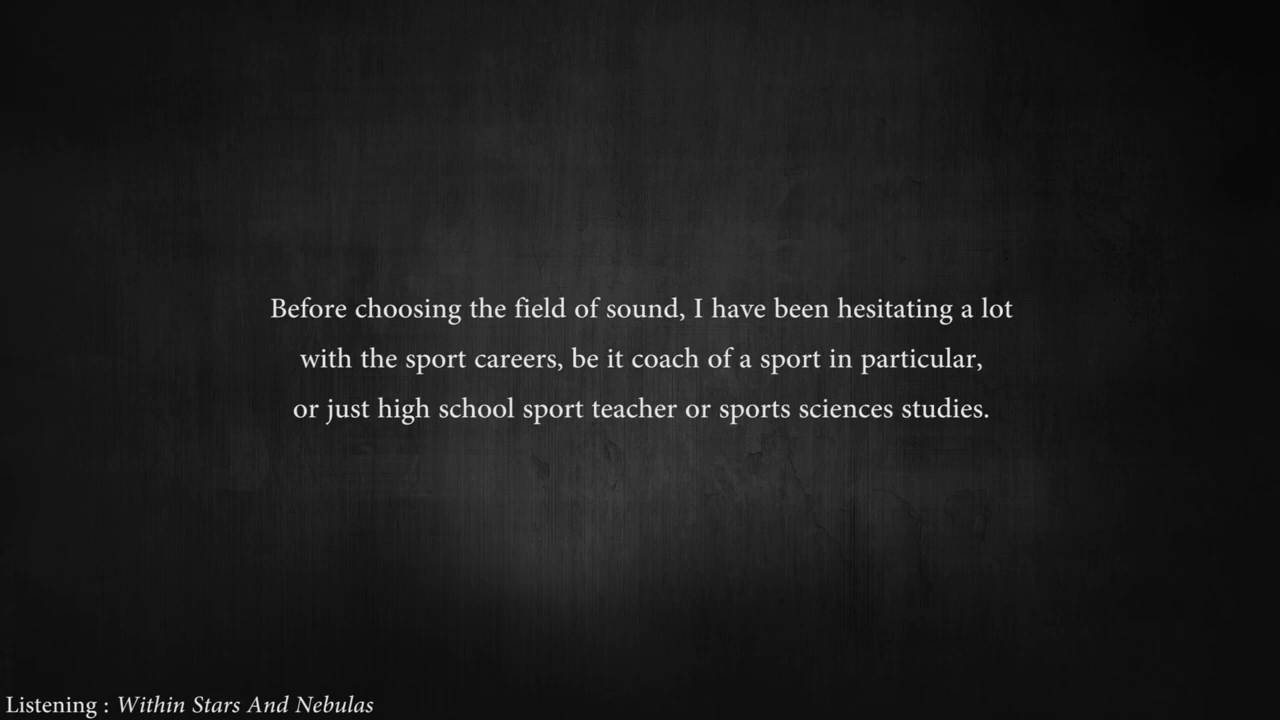 Before choosing the field of sound, I have been hesitating a lot
with the sport careers, be it coach of a sport in particular,
or just high school sport teacher or sports sciences studies.
Listening : Within Stars And Nebulas